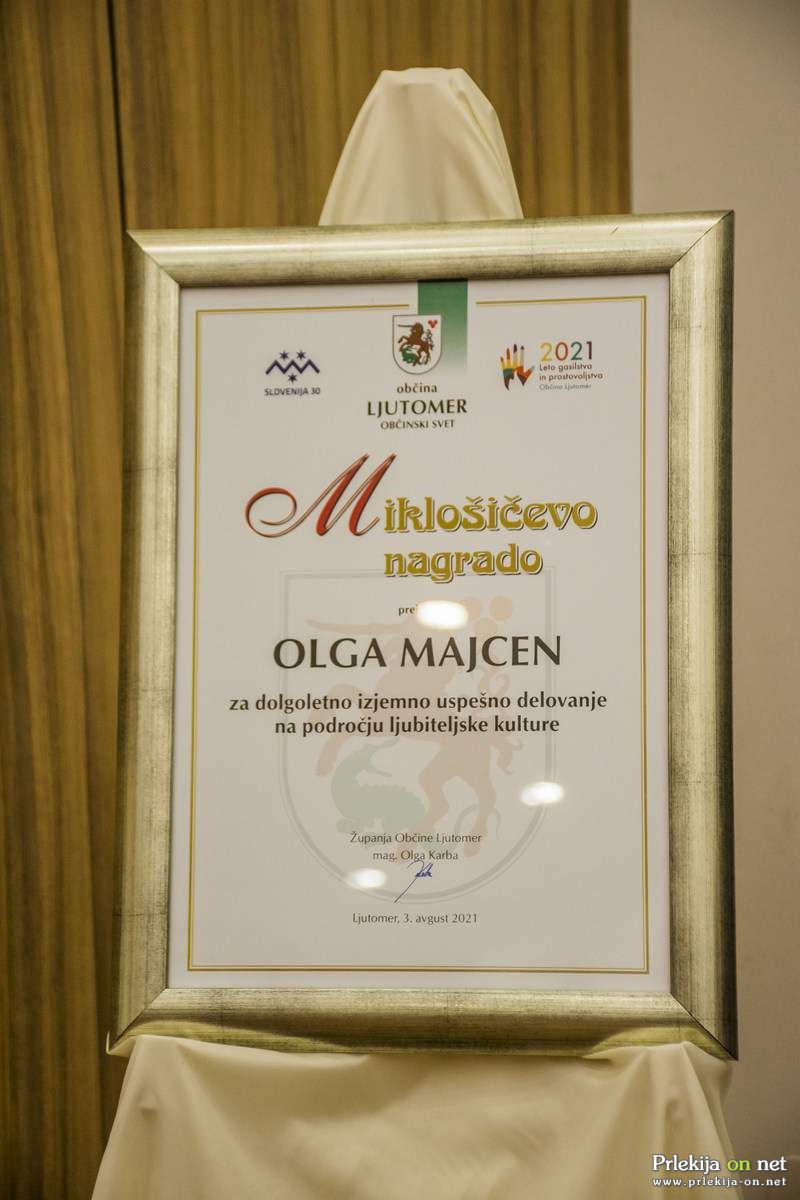 SLOVENIJA 30
občina
LJUTOMER
OBČINSKI SVET
2021
Leto gasilstva
in prostovoljstva
Občina Ljutomer
Miklošičevo
nagrado
OLGA MAJCEN
za dolgoletno izjemno uspešno delovanje
na področju ljubiteljske kulture
Županja Občine Ljutomer
mag. Olga Karba
Ljutomer, 3. avgust 2021
Prlekija on net
www.prlekija-on.net